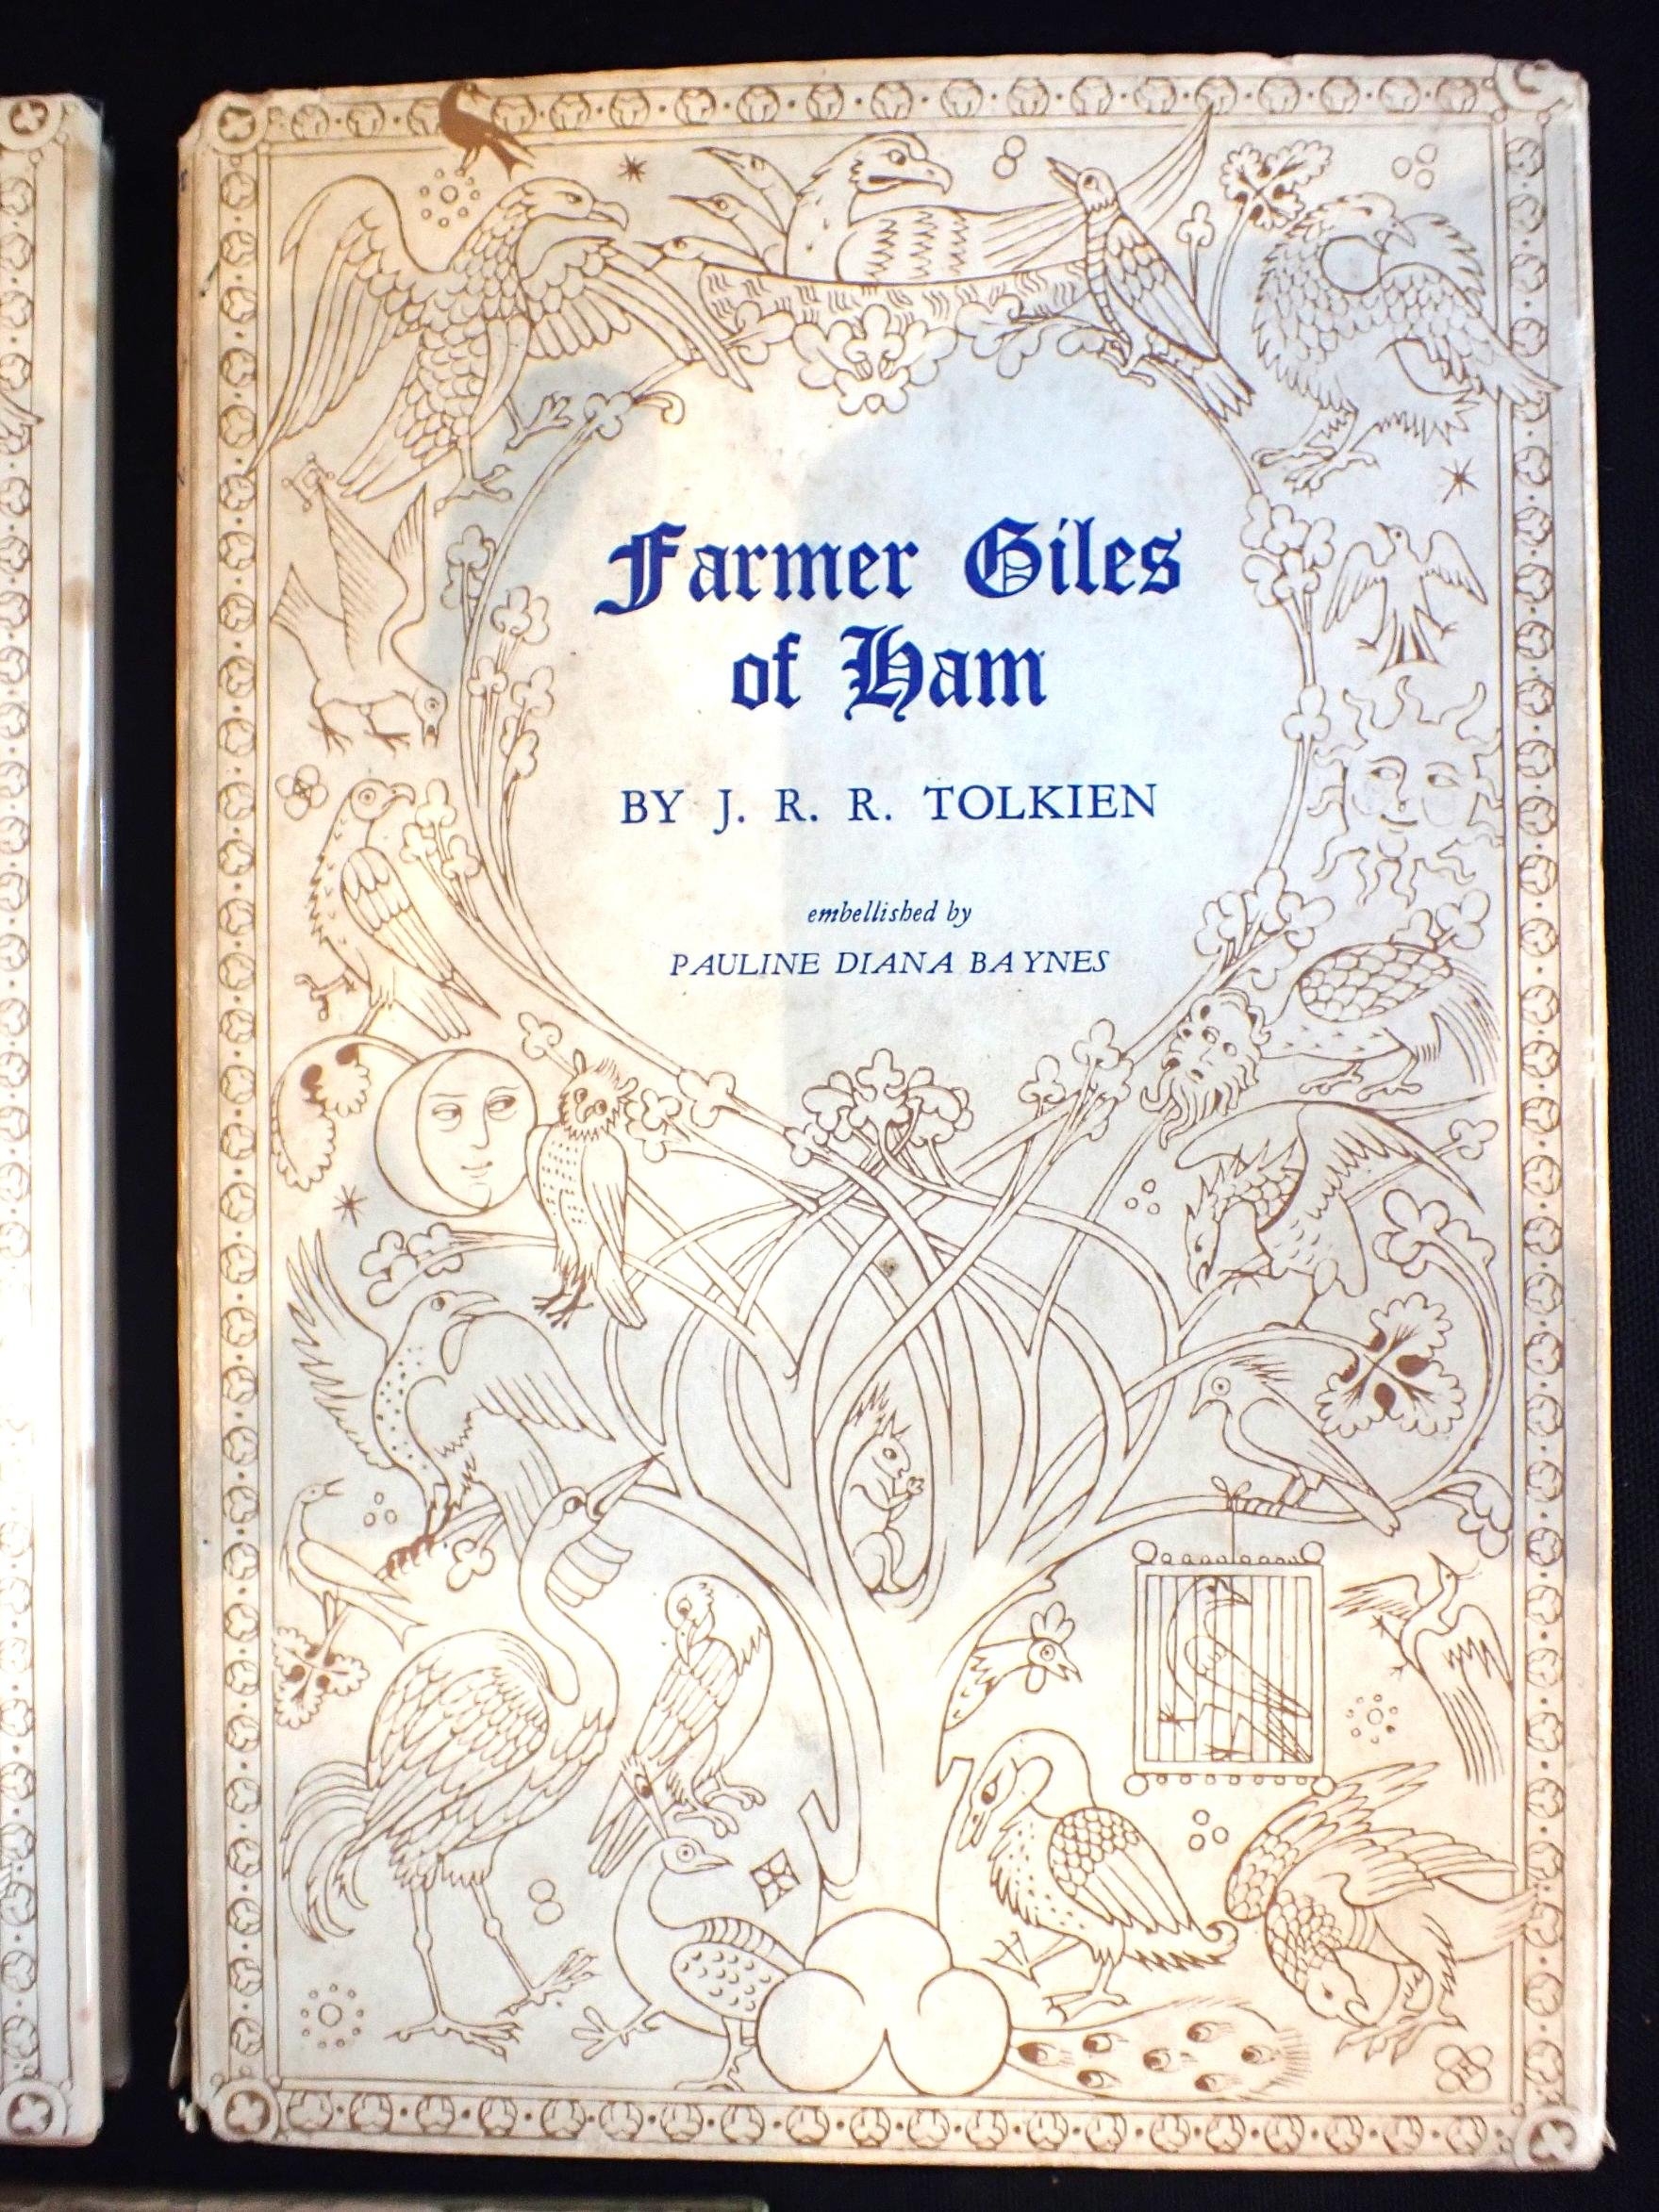 Farmer Giles
of Ham
BY J. R. R. TOLKIEN
embellished by
PAULINE DIANA BAYNES